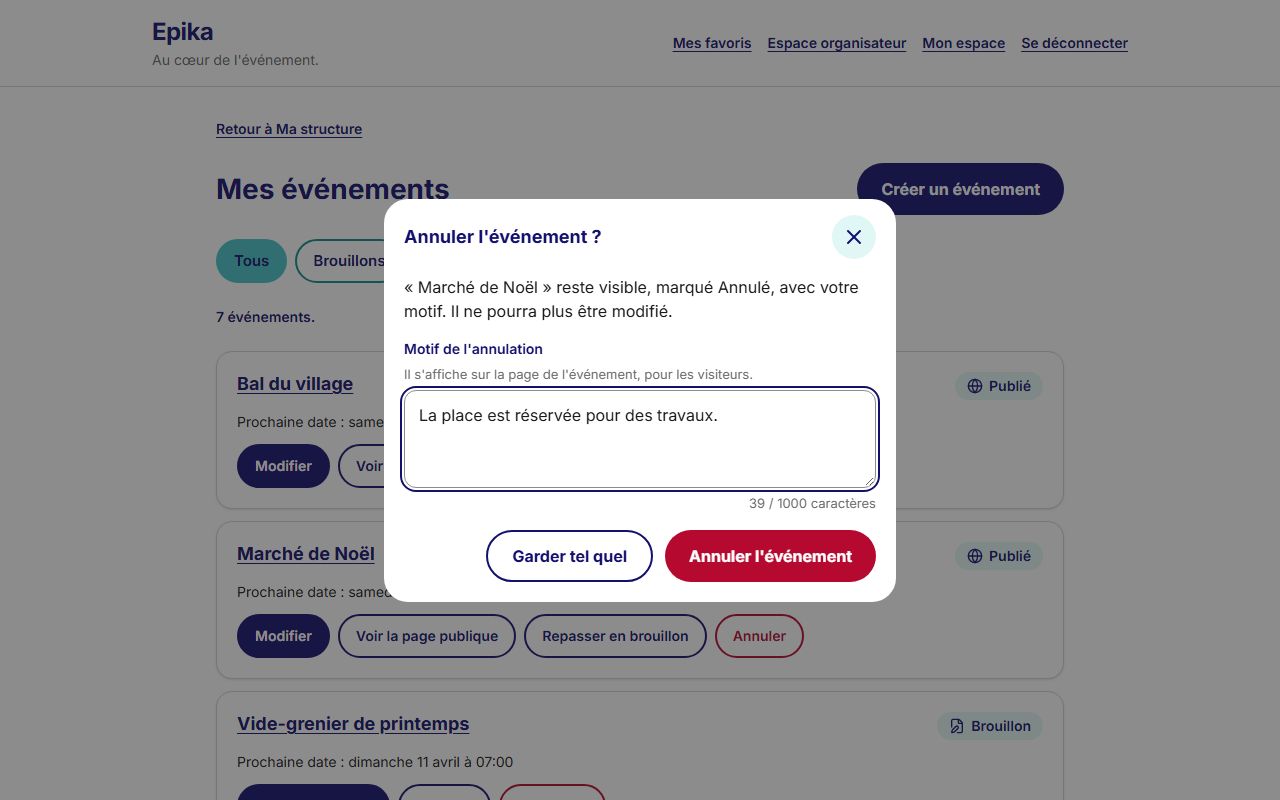 Epika
Au cœur de l'événement.
Mes favoris
Espace organisateur
Mon espace
Se déconnecter
Retour à Ma structure
Mes événements
Créer un événement
Tous
Brouillons
7 événements.
Annuler l'événement ?
« Marché de Noël » reste visible, marqué Annulé, avec votre
motif. Il ne pourra plus être modifié.
Motif de l'annulation
Il s'affiche sur la page de l'événement, pour les visiteurs.
La place est réservée pour des travaux.
39 / 1000 caractères
Garder tel quel
Annuler l'événement
Bal du village
Publié
Prochaine date :
Modifier
Voir
Marché de Noël
Publié
Prochaine date :
Modifier
Voir la page publique
Repasser en brouillon
Annuler
Vide-grenier de printemps
Brouillon
Prochaine date : dimanche 11 avril à 07:00